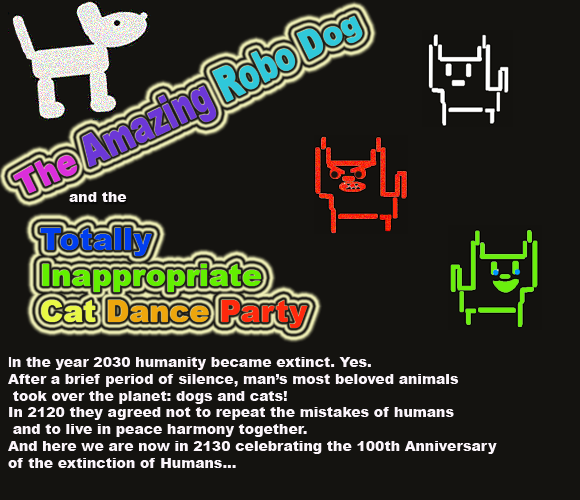 The Amazing Robo Dog
and the
Totally
Inappropriate
Cat Dance Party
In the year 2030 humanity became extinct. Yes.
After a brief period of silence, man’s most beloved animals
took over the planet: dogs and cats!
In 2120 they agreed not to repeat the mistakes of humans
and to live in peace harmony together.
And here we are now in 2130 celebrating the 100th Anniversary
of the extinction of Humans...